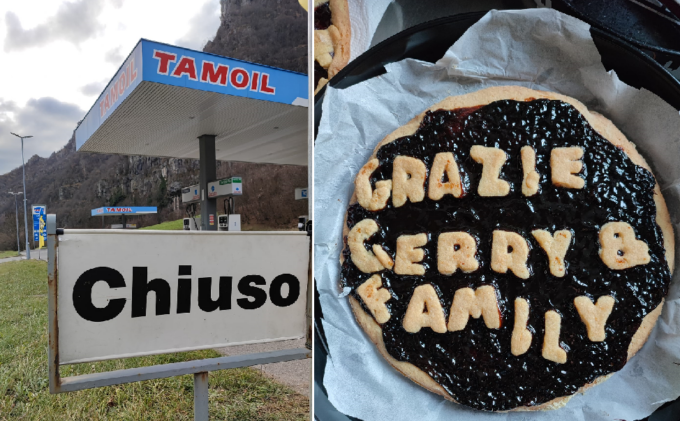 TAMOIL
TAMOIL
TAMOIL
Chiuso
GRAZIE
GERRY &
FAMILY